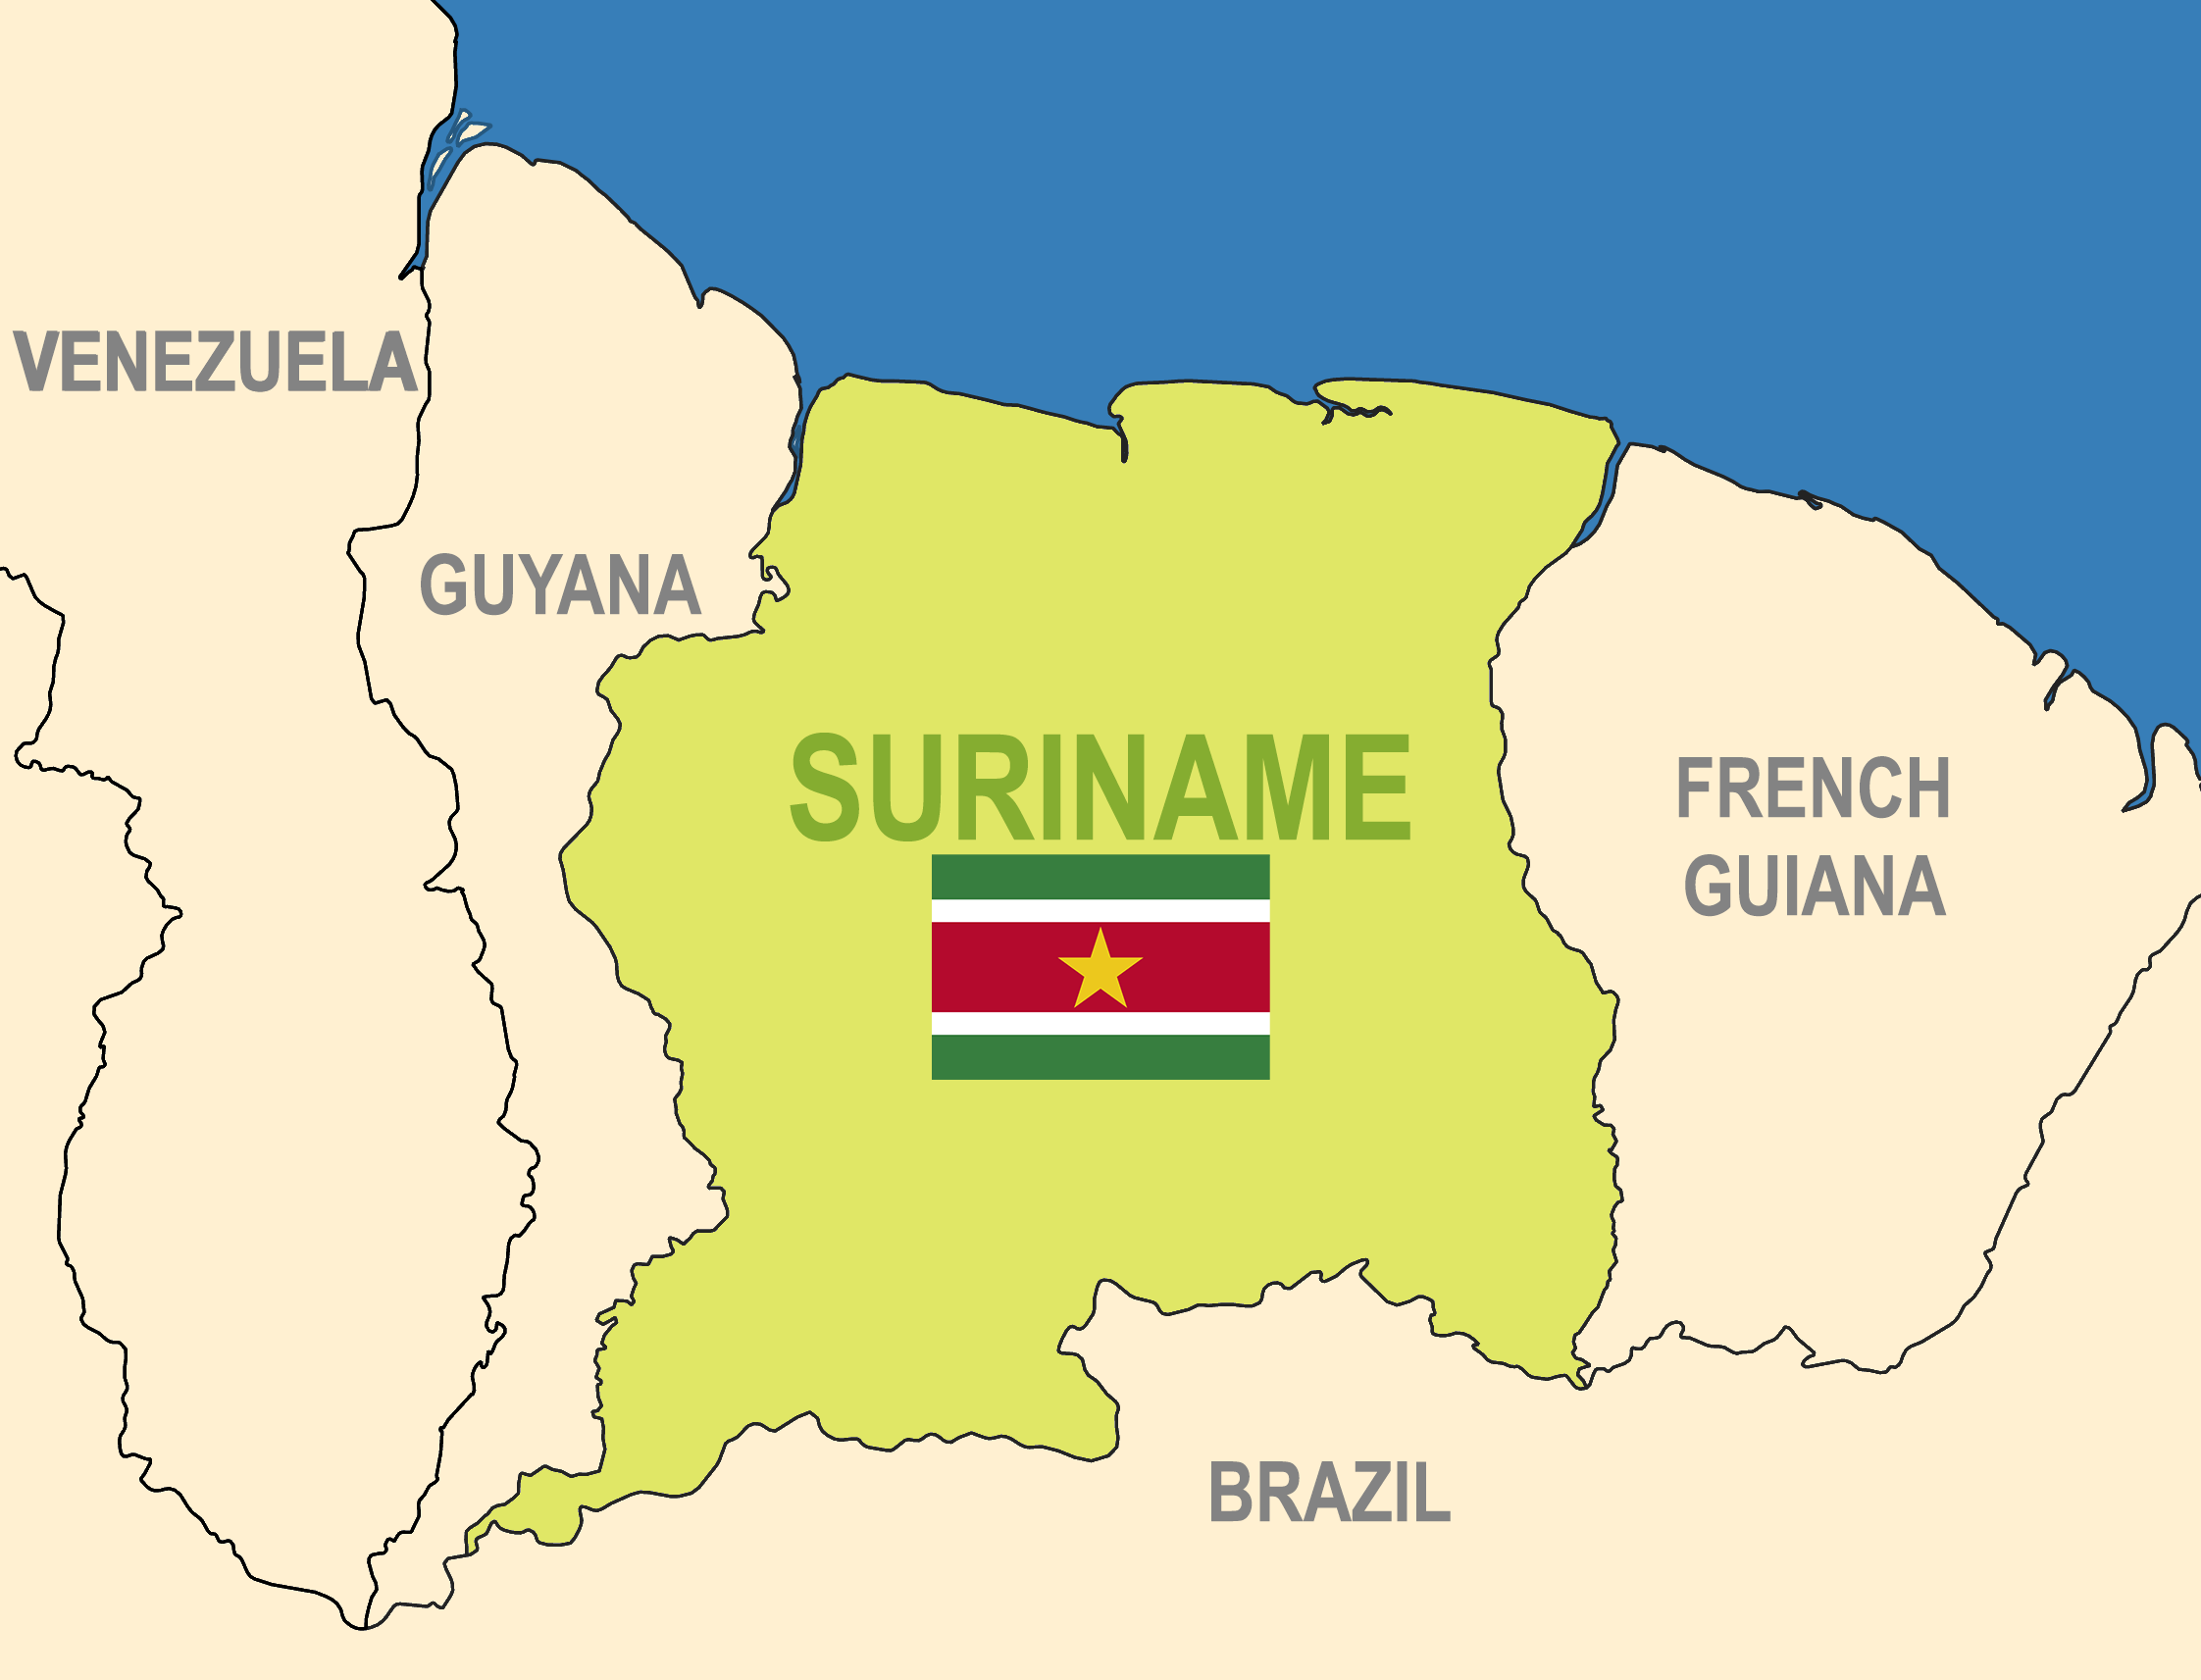 VENEZUELA
GUYANA
SURINAME
FRENCH
GUIANA
BRAZIL